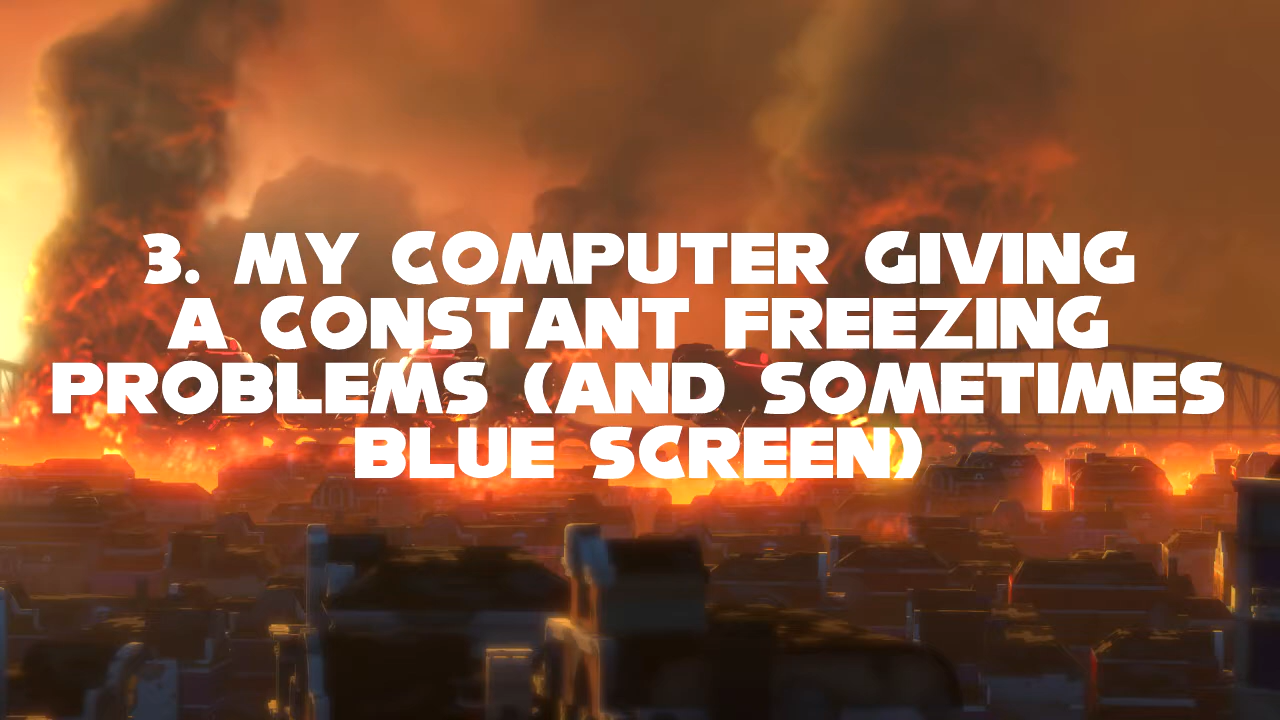 3. MY COMPUTER GIVING
A CONSTANT FREEZING
PROBLEMS (AND SOMETIMES
BLUE SCREEN)